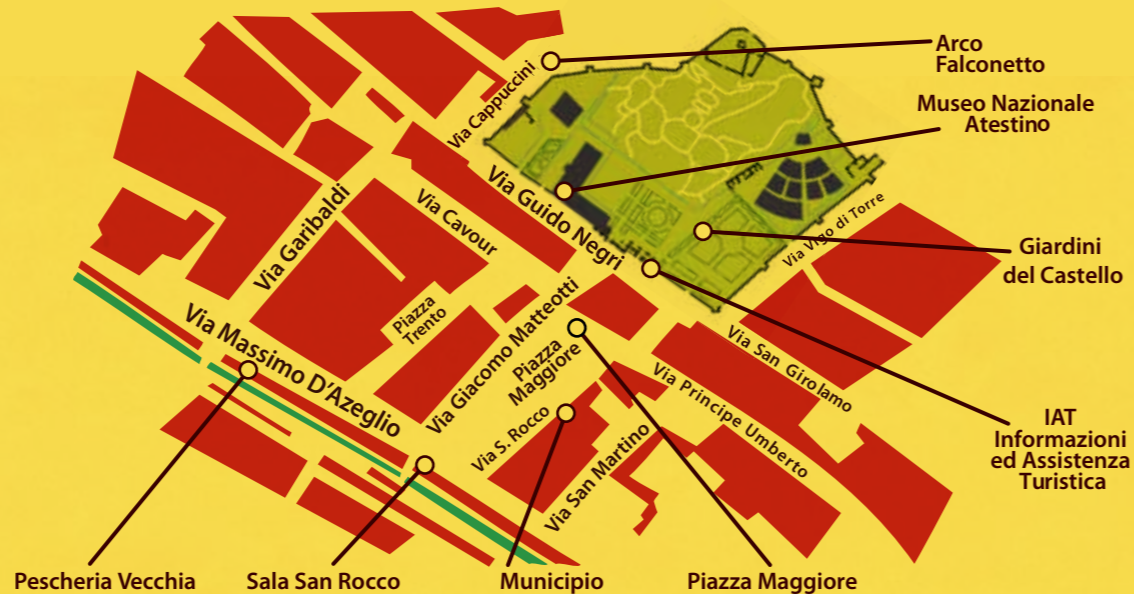 Arco
Falconetto
Museo Nazionale
Atestino
Via Cappuccini
Via Guido Negri
Via Cavour
Via Garibaldi
Via Vigo di Torre
Giardini
del Castello
Piazza
Trento
Via Massimo D'Azeglio
Via Giacomo Matteotti
Piazza
Maggiore
Via San Girolamo
Via Principe Umberto
Via S. Rocco
Via San Martino
IAT
Informazioni
ed Assistenza
Turistica
Pescheria Vecchia
Sala San Rocco
Municipio
Piazza Maggiore